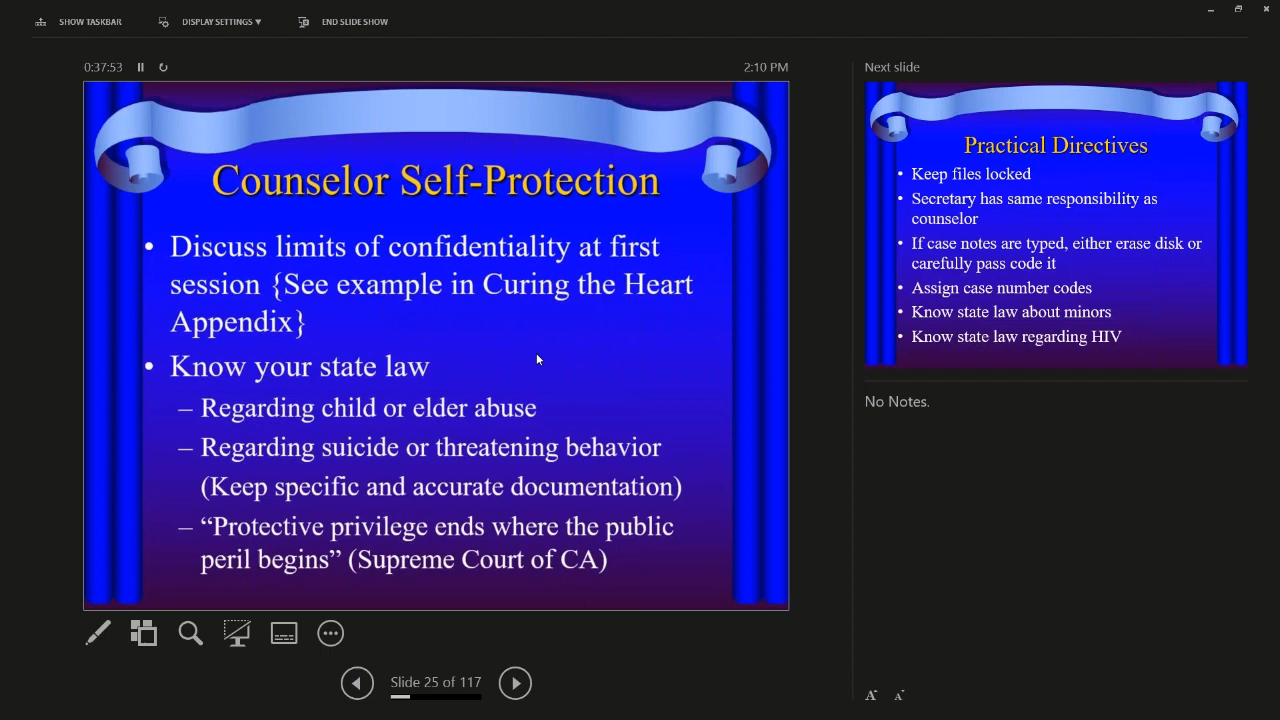 SHOW TASKBAR
DISPLAY SETTINGS ▼
END SLIDE SHOW
0:37:53
2:10 PM
Counselor Self-Protection
• Discuss limits of confidentiality at first
session {See example in Curing the Heart
Appendix}
• Know your state law
– Regarding child or elder abuse
– Regarding suicide or threatening behavior
(Keep specific and accurate documentation)
– “Protective privilege ends where the public
peril begins” (Supreme Court of CA)
Slide 25 of 117
Next slide
Practical Directives
• Keep files locked
• Secretary has same responsibility as
counselor
• If case notes are typed, either erase disk or
carefully pass code it
• Assign case number codes
• Know state law about minors
• Know state law regarding HIV
No Notes.
A A